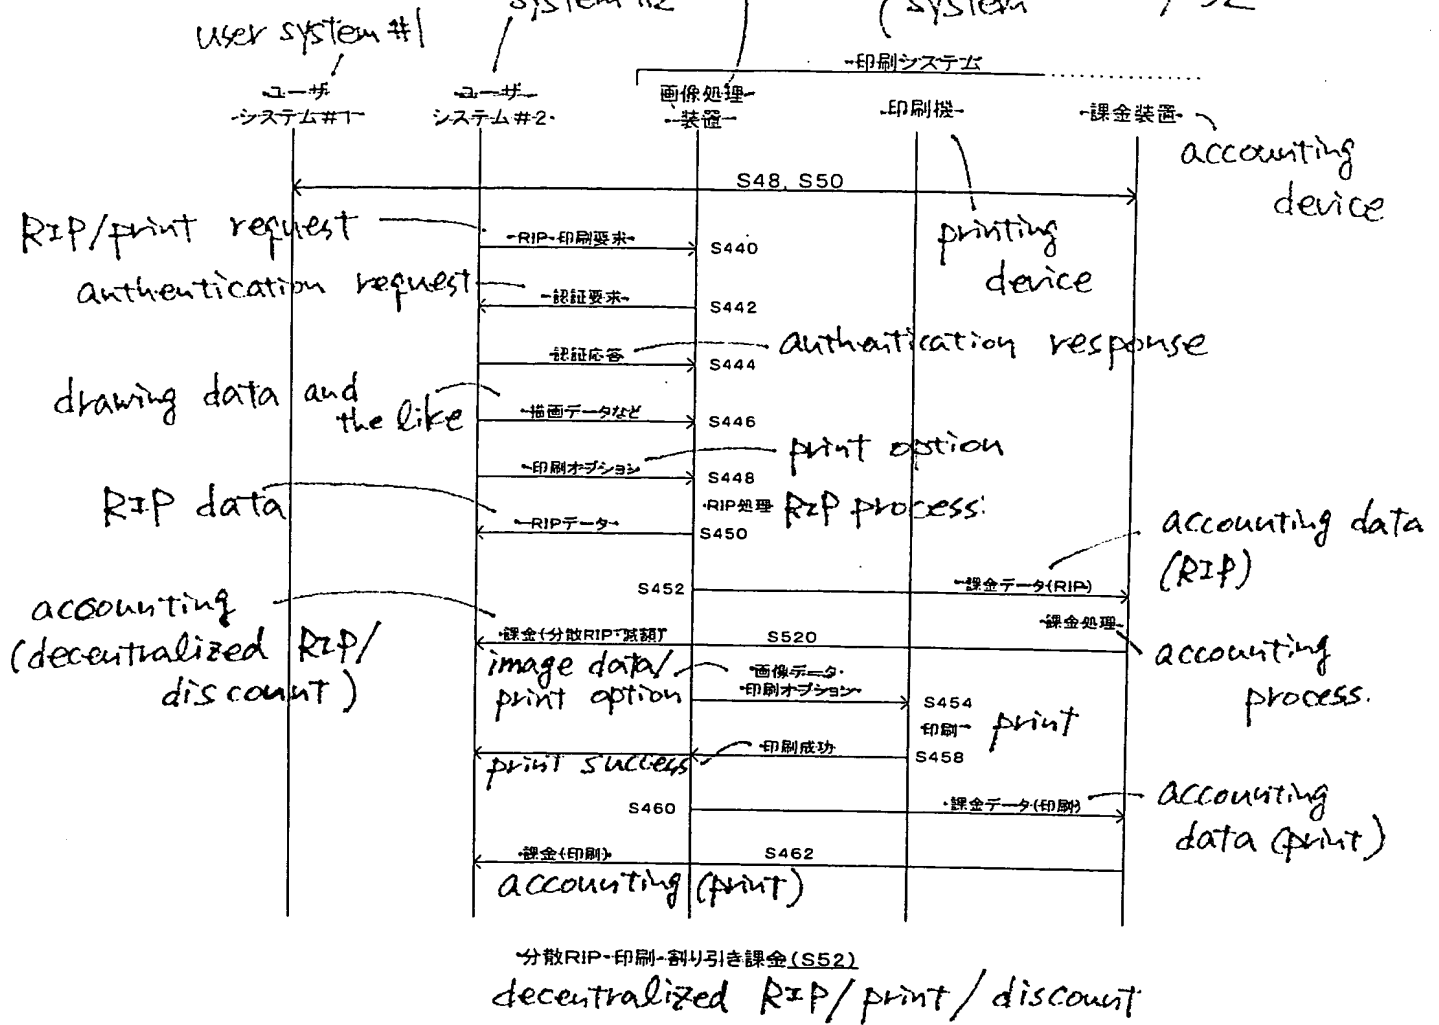 system
system #2
user system #1
印刷システム
ユーザ
システム#1
ユーザ
システム#2
画像処理
装置
印刷機
課金装置
accounting
device
S48, S50
RIP/print request
RIP・印刷要求
S440
printing
device
authentication request
認証要求
S442
認証応答
S444
authentication response
drawing data and
the like
描画データなど
S446
印刷オプション
S448
print option
RIP data
RIP処理
RIP process
RIPデータ
S450
accounting data
(RIP)
S452
課金データ(RIP)
accounting
(decentralized RIP/
discount)
課金(分散RIP・減額)
S520
課金処理
accounting
process.
image data/
print option
画像データ・
印刷オプション
S454
印刷
print
印刷成功
S458
print success
S460
課金データ(印刷)
accounting
data (print)
課金(印刷)
S462
accounting (print)
分散RIP・印刷・割り引き課金(S52)
decentralized RIP/print/discount